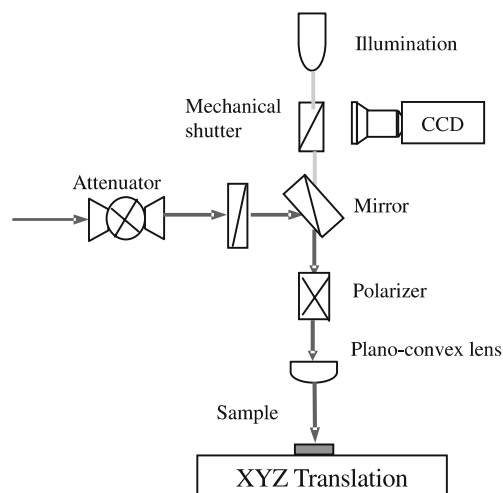 Illumination
Mechanical
shutter
CCD
Attenuator
Mirror
Polarizer
Plano-convex lens
Sample
XYZ Translation